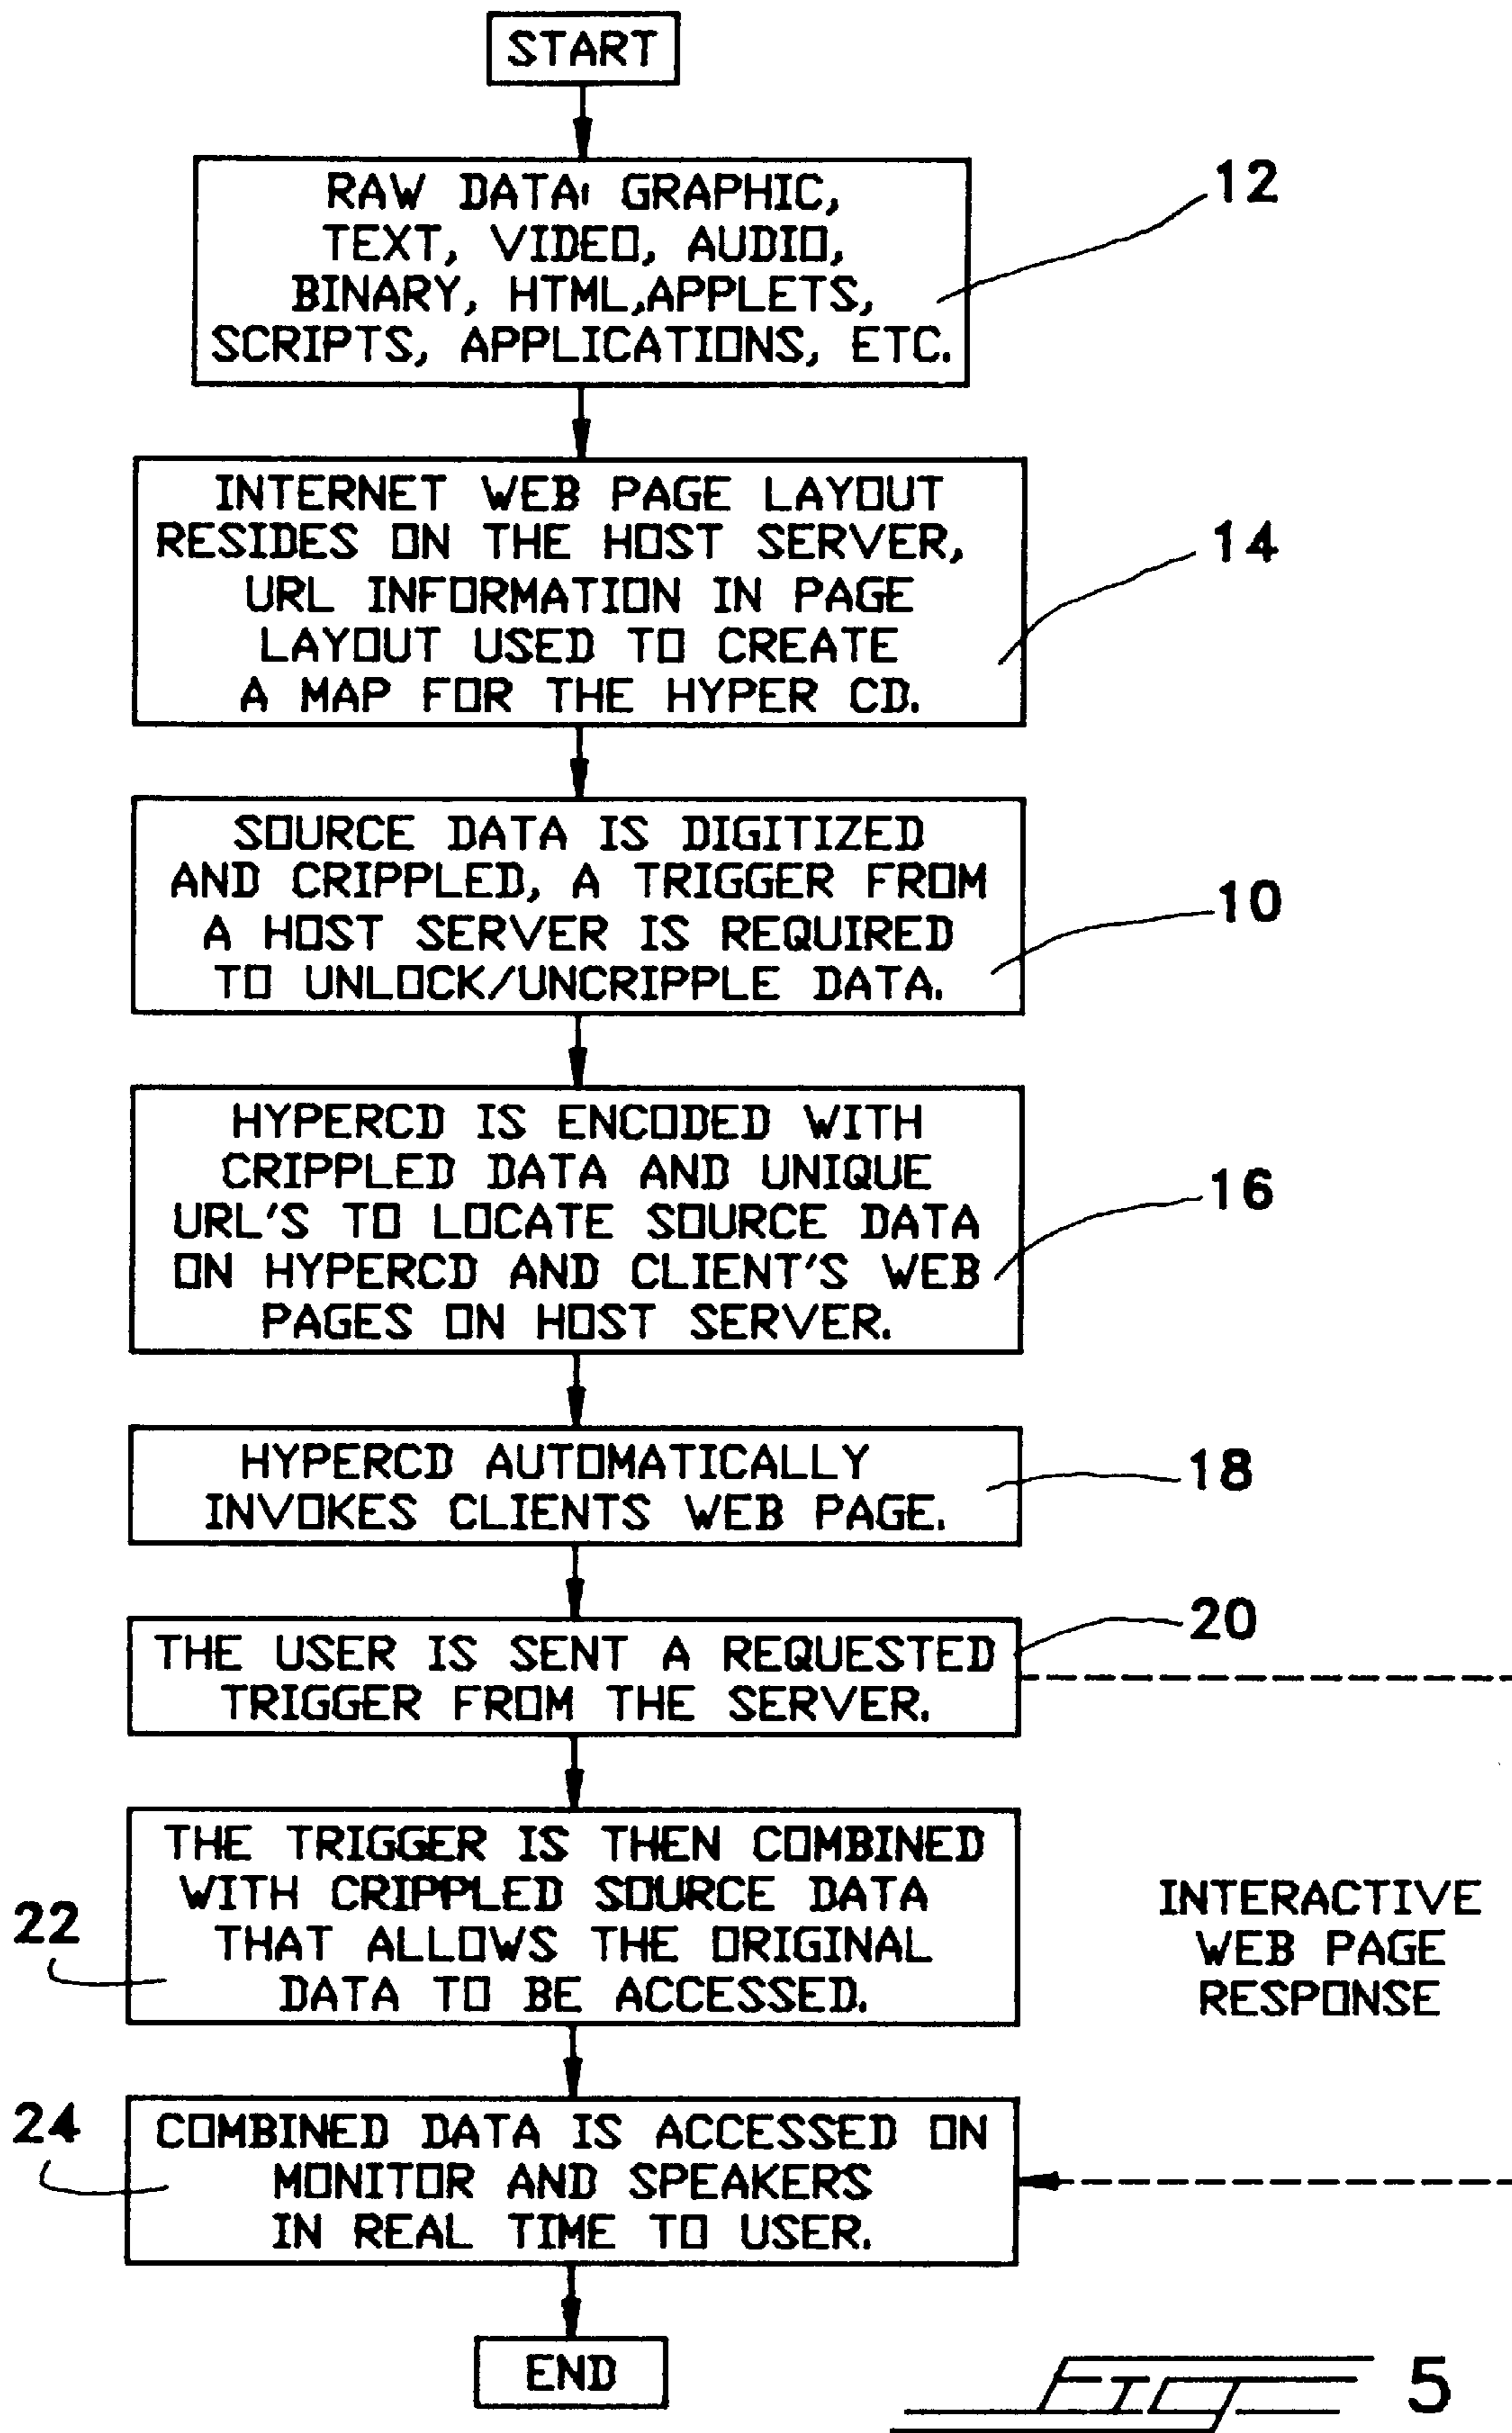 START
RAW DATA: GRAPHIC,
TEXT, VIDEO, AUDIO,
BINARY, HTML,APPLETS,
SCRIPTS, APPLICATIONS, ETC.
12
INTERNET WEB PAGE LAYOUT
RESIDES ON THE HOST SERVER,
URL INFORMATION IN PAGE
LAYOUT USED TO CREATE
A MAP FOR THE HYPER CD.
14
SOURCE DATA IS DIGITIZED
AND CRIPPLED, A TRIGGER FROM
A HOST SERVER IS REQUIRED
TO UNLOCK/UNCRIPPLE DATA.
10
HYPERCD IS ENCODED WITH
CRIPPLED DATA AND UNIQUE
URL'S TO LOCATE SOURCE DATA
ON HYPERCD AND CLIENT'S WEB
PAGES ON HOST SERVER.
16
HYPERCD AUTOMATICALLY
INVOKES CLIENTS WEB PAGE.
18
THE USER IS SENT A REQUESTED
TRIGGER FROM THE SERVER.
20
THE TRIGGER IS THEN COMBINED
WITH CRIPPLED SOURCE DATA
THAT ALLOWS THE ORIGINAL
DATA TO BE ACCESSED.
22
INTERACTIVE
WEB PAGE
RESPONSE
COMBINED DATA IS ACCESSED ON
MONITOR AND SPEAKERS
IN REAL TIME TO USER.
24
END
FIG 5